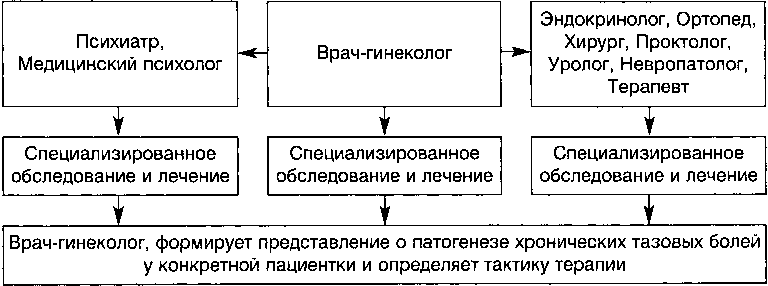 Психиатр,
Медицинский психолог
Врач-гинеколог
Эндокринолог, Ортопед,
Хирург, Проктолог,
Уролог, Невропатолог,
Терапевт
Специализированное
обследование и лечение
Специализированное
обследование и лечение
Специализированное
обследование и лечение
Врач-гинеколог, формирует представление о патогенезе хронических тазовых болей
у конкретной пациентки и определяет тактику терапии